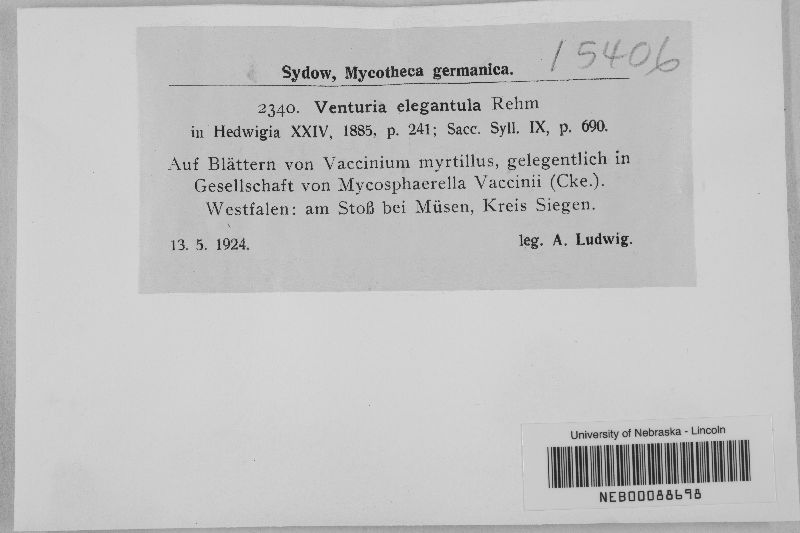 15406
Sydow, Mycotheca germanica.
2340. Venturia elegantula Rehm
in Hedwigia XXIV, 1885, p. 241; Sacc. Syll. IX, p. 690.
Auf Blättern von Vaccinium myrtillus, gelegentlich in
Gesellschaft von Mycosphaerella Vaccinii (Cke.).
Westfalen: am Stoß bei Müsen, Kreis Siegen.
13. 5. 1924. leg. A. Ludwig.
University of Nebraska - Lincoln
NEB00088698